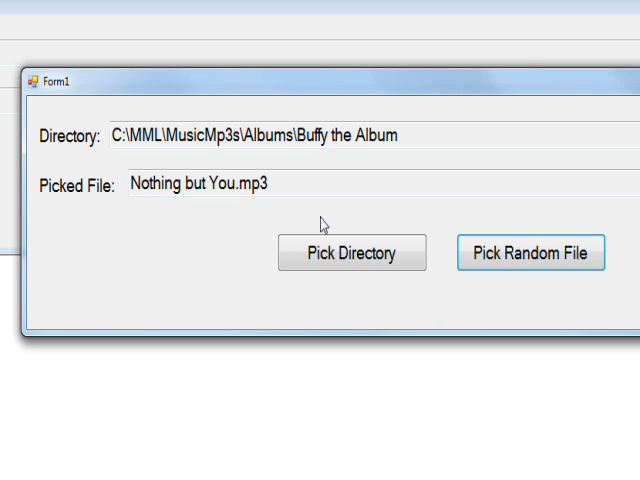 Form1
Directory: C:\MML\MusicMp3s\Albums\Buffy the Album
Picked File: Nothing but You.mp3
Pick Directory Pick Random File